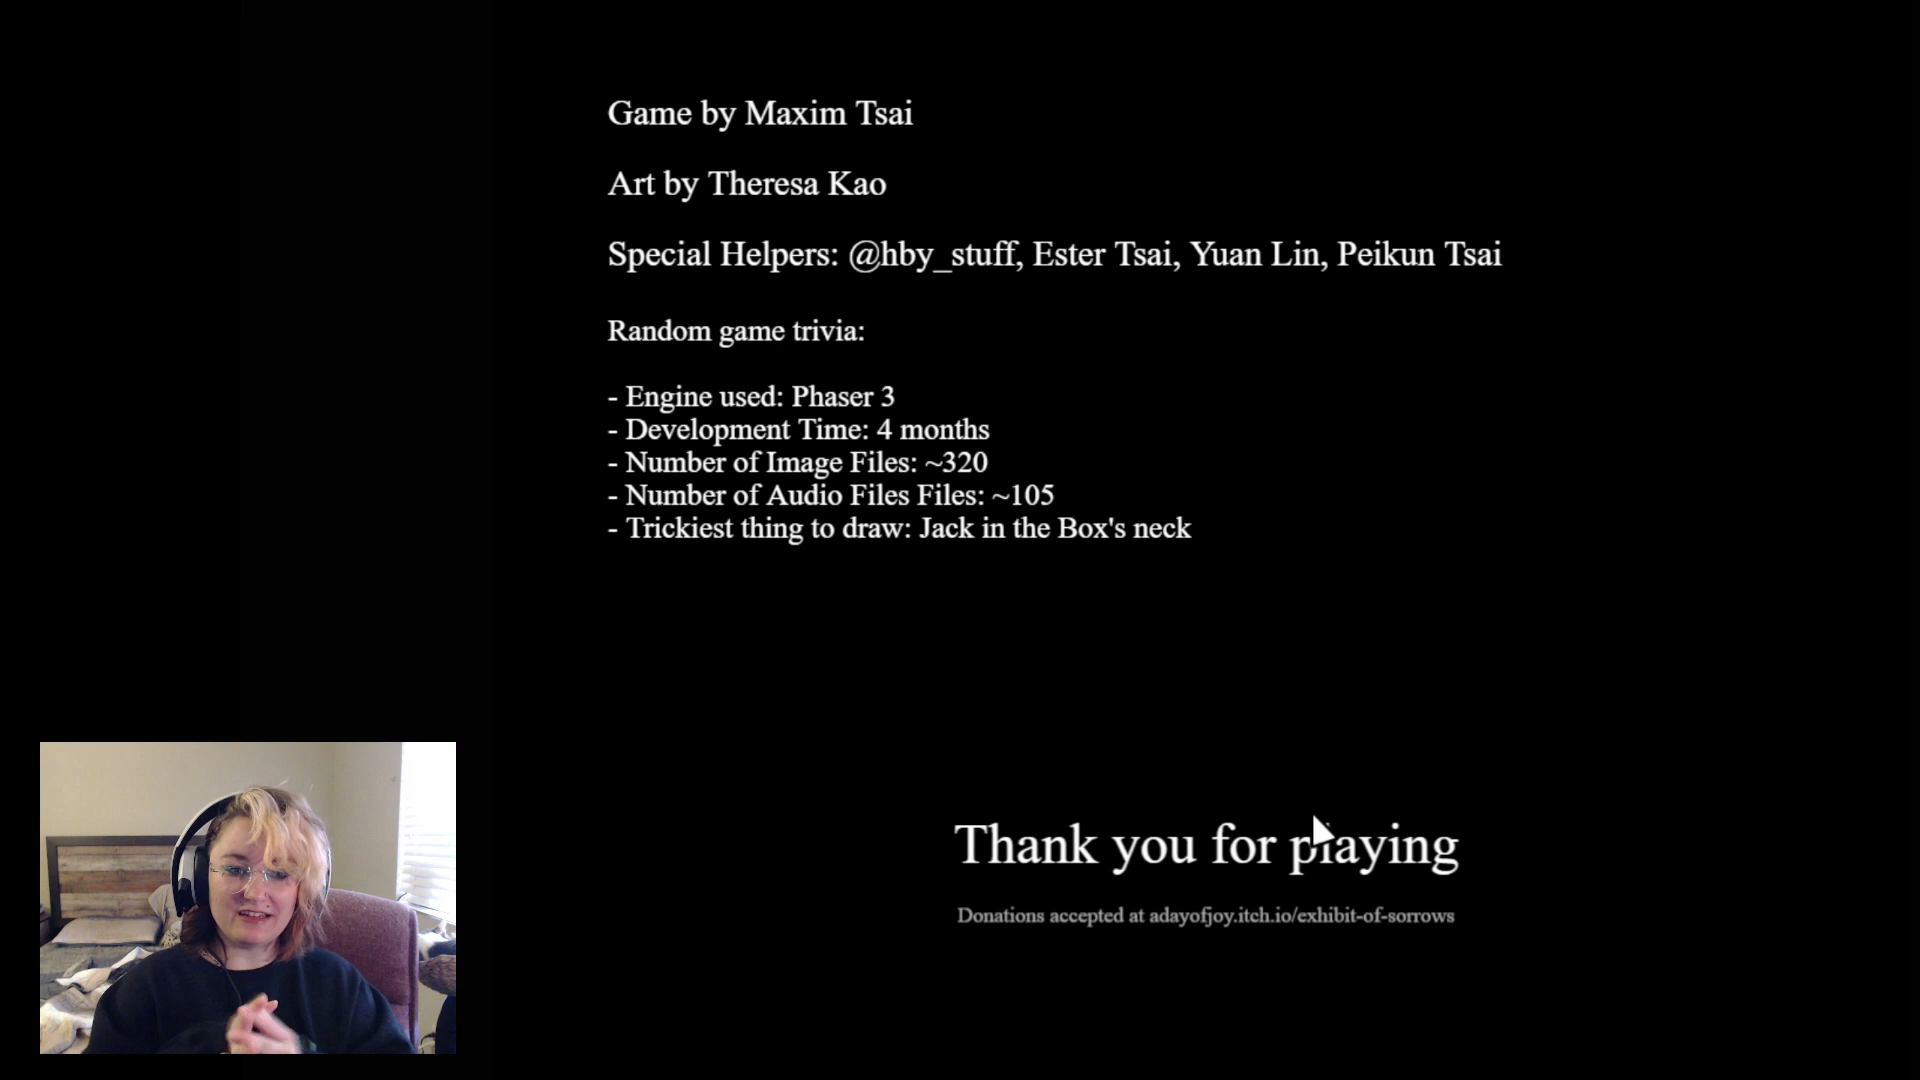 Game by Maxim Tsai
Art by Theresa Kao
Special Helpers: @hby_stuff, Ester Tsai, Yuan Lin, Peikun Tsai
Random game trivia:
- Engine used: Phaser 3
- Development Time: 4 months
- Number of Image Files: ~320
- Number of Audio Files Files: ~105
- Trickiest thing to draw: Jack in the Box's neck
Thank you for playing
Donations accepted at adayofjoy.itch.io/exhibit-of-sorrows